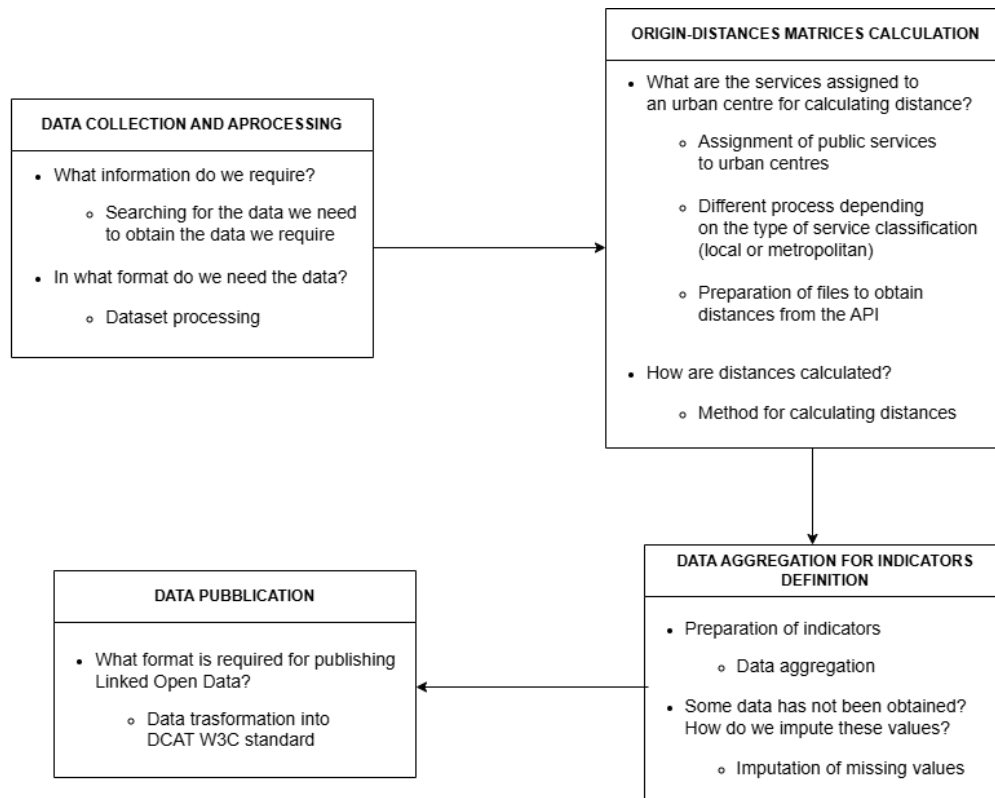 DATA COLLECTION AND APROCESSING
What information do we require?
Searching for the data we need
to obtain the data we require
In what format do we need the data?
Dataset processing
ORIGIN-DISTANCES MATRICES CALCULATION
What are the services assigned to
an urban centre for calculating distance?
Assignment of public services
to urban centres
Different process depending
on the type of service classification
(local or metropolitan)
Preparation of files to obtain
distances from the API
How are distances calculated?
Method for calculating distances
DATA AGGREGATION FOR INDICATORS
DEFINITION
Preparation of indicators
Data aggregation
Some data has not been obtained?
How do we impute these values?
Imputation of missing values
DATA PUBBLICATION
What format is required for publishing
Linked Open Data?
Data trasformation into
DCAT W3C standard